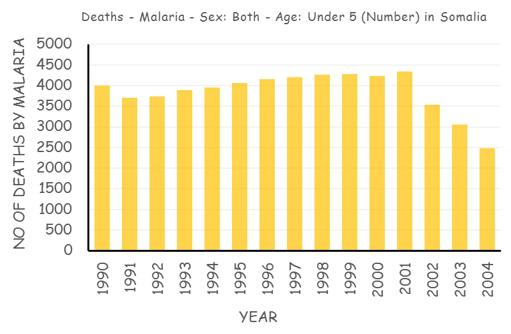 Deaths - Malaria - Sex: Both - Age: Under 5 (Number) in Somalia
NO OF DEATHS BY MALARIA
5000
4500
4000
3500
3000
2500
2000
1500
1000
500
0
1990 1991 1992 1993 1994 1995 1996 1997 1998 1999 2000 2001 2002 2003 2004
YEAR